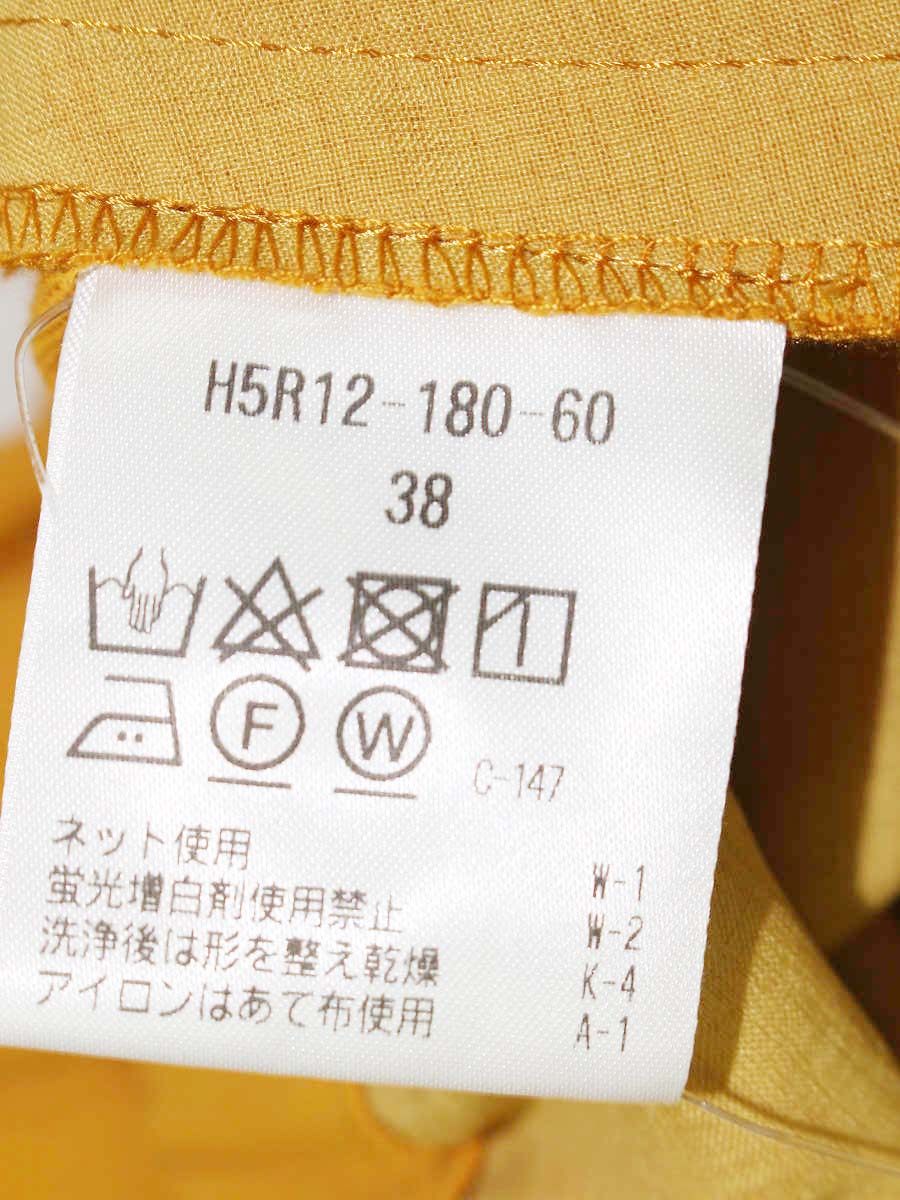 H5R12-180-60
38
F W C-147
ネット使用 W-1
蛍光増白剤使用禁止 W-2
洗浄後は形を整え乾燥 K-4
アイロンはあて布使用 A-1